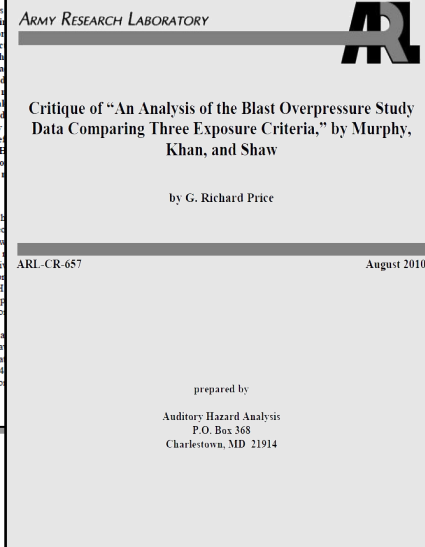 ARMY RESEARCH LABORATORY
ARL
Critique of “An Analysis of the Blast Overpressure Study
Data Comparing Three Exposure Criteria,” by Murphy,
Khan, and Shaw
by G. Richard Price
ARL-CR-657 August 2010
prepared by
Auditory Hazard Analysis
P.O. Box 368
Charlestown, MD 21914